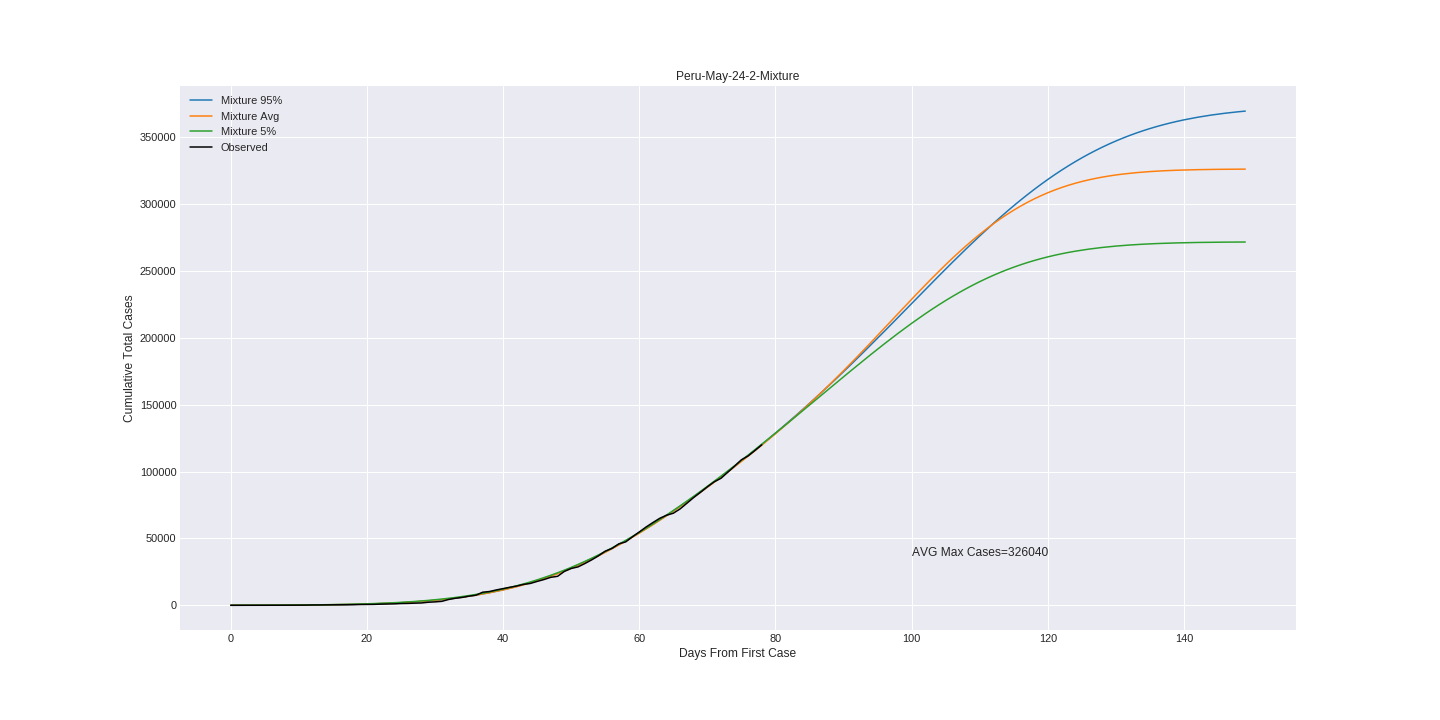 Peru-May-24-2-Mixture
Mixture 95%
Mixture Avg
Mixture 5%
Observed
350000
300000
250000
200000
150000
100000
50000
0
Cumulative Total Cases
AVG Max Cases=326040
0 20 40 60 80 100 120 140
Days From First Case